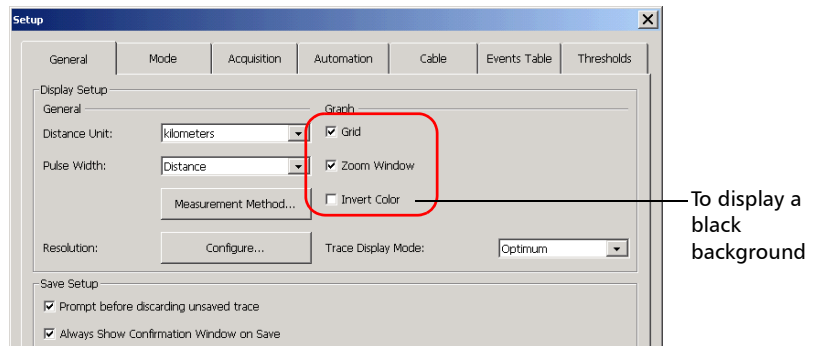 Setup
General Mode Acquisition Automation Cable Events Table Thresholds
Display Setup
General
Graph
Distance Unit: kilometers
Grid
Pulse Width: Distance
Zoom Window
Measurement Method...
Invert Color
To display a
black
background
Resolution: Configure... Trace Display Mode: Optimum
Save Setup
Prompt before discarding unsaved trace
Always Show Confirmation Window on Save